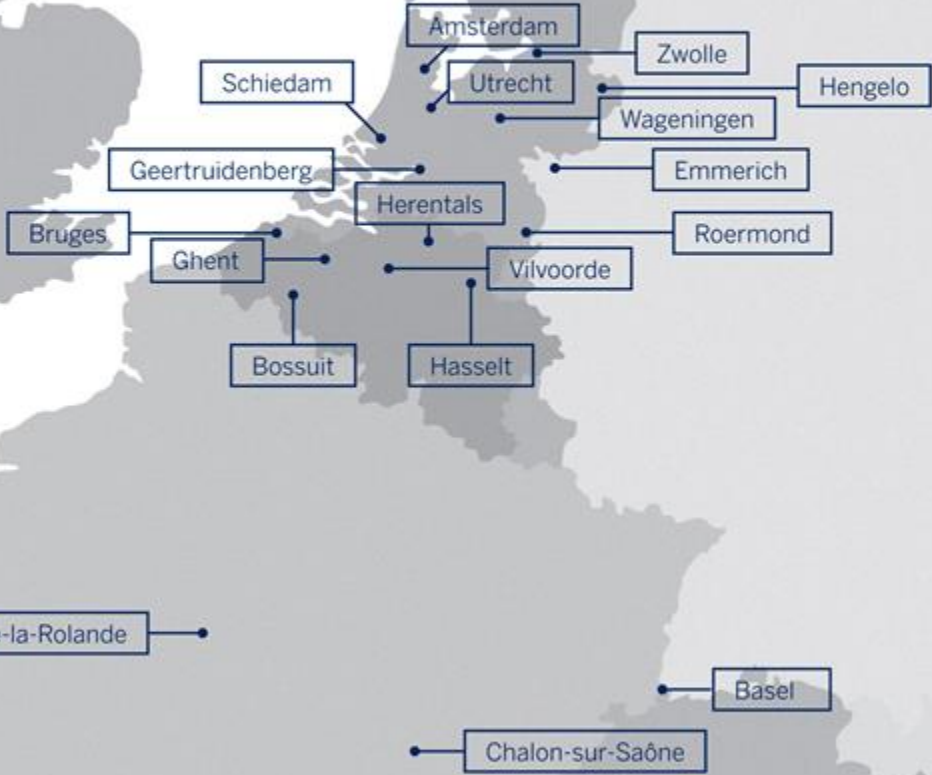 Amsterdam
Zwolle
Schiedam
Utrecht
Hengelo
Wageningen
Geertruidenberg
Emmerich
Herentals
Bruges
Roermond
Ghent
Vilvoorde
Bossuit
Hasselt
-la-Rolande
Basel
Chalon-sur-Saône